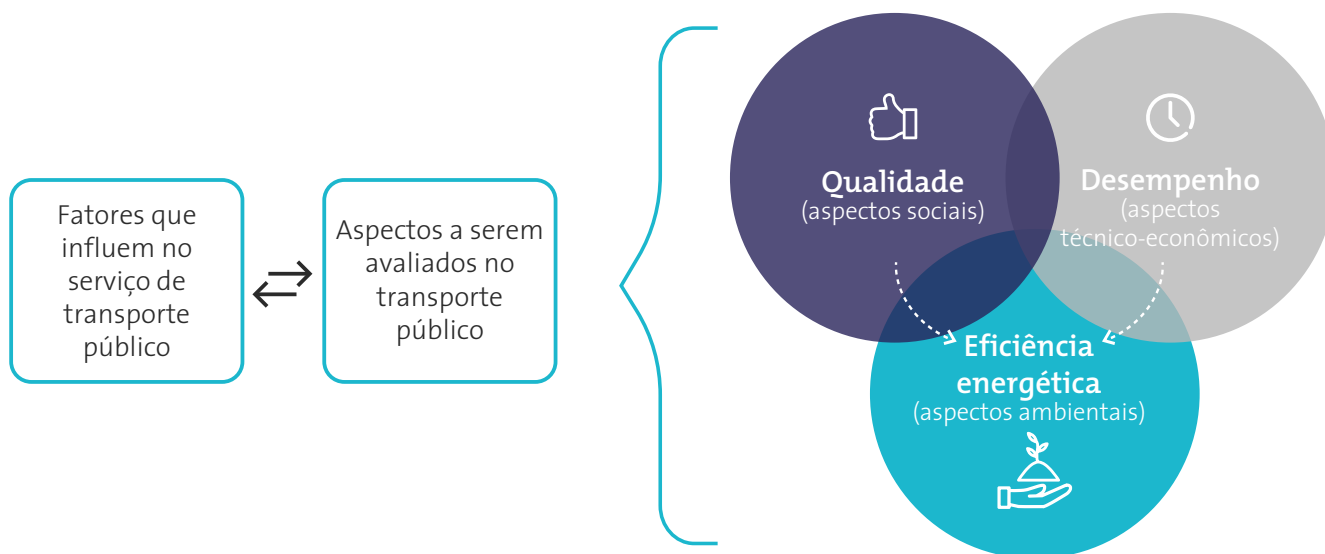 Fatores que
influem no
serviço de
transporte
público
Aspectos a serem
avaliados no
transporte
público
Qualidade
(aspectos sociais)
Desempenho
(aspectos
técnico-econômicos)
Eficiência
energética
(aspectos ambientais)